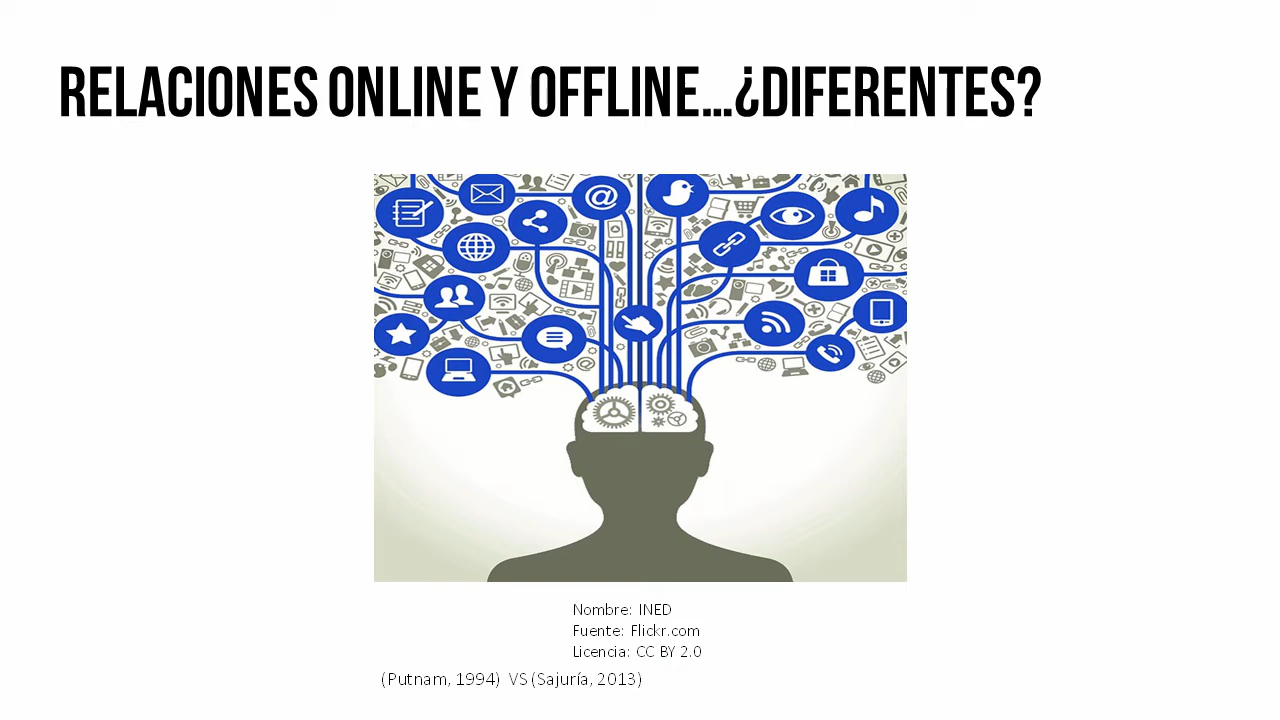 RELACIONES ONLINE Y OFFLINE...¿DIFERENTES?
@
Nombre: INED
Fuente: Flickr.com
Licencia: CC BY 2.0
(Putnam, 1994) VS (Sajuría, 2013)